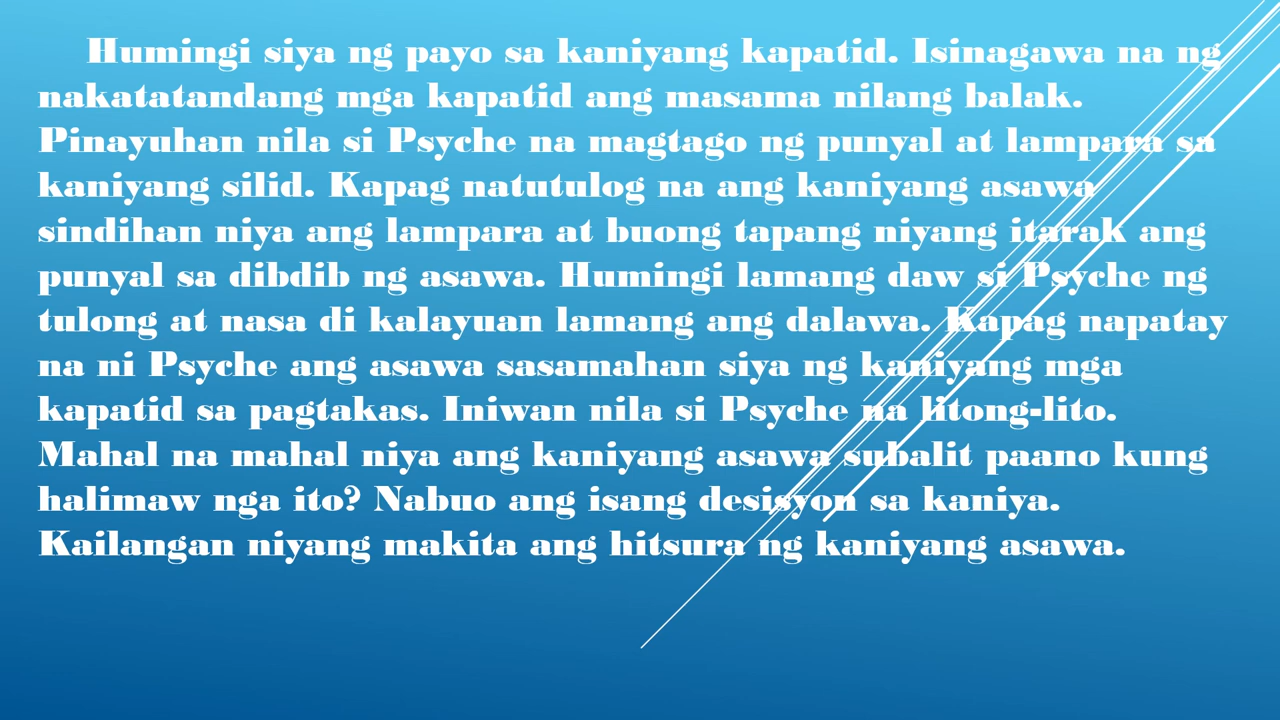 Humingi siya ng payo sa kaniyang kapatid. Isinagawa na ng
nakatatandang mga kapatid ang masama nilang balak.
Pinayuhan nila si Psyche na magtago ng punyal at lampara sa
kaniyang silid. Kapag natutulog na ang kaniyang asawa
sindihan niya ang lampara at buong tapang niyang itarak ang
punyal sa dibdib ng asawa. Humingi lamang daw si Psyche ng
tulong at nasa di kalayuan lamang ang dalawa. Kapag napatay
na ni Psyche ang asawa sasamahan siya ng kaniyang mga
kapatid sa pagtakas. Iniwan nila si Psyche na litong-lito.
Mahal na mahal niya ang kaniyang asawa subalit paano kung
halimaw nga ito? Nabuo ang isang desisyon sa kaniya.
Kailangan niyang makita ang hitsura ng kaniyang asawa.